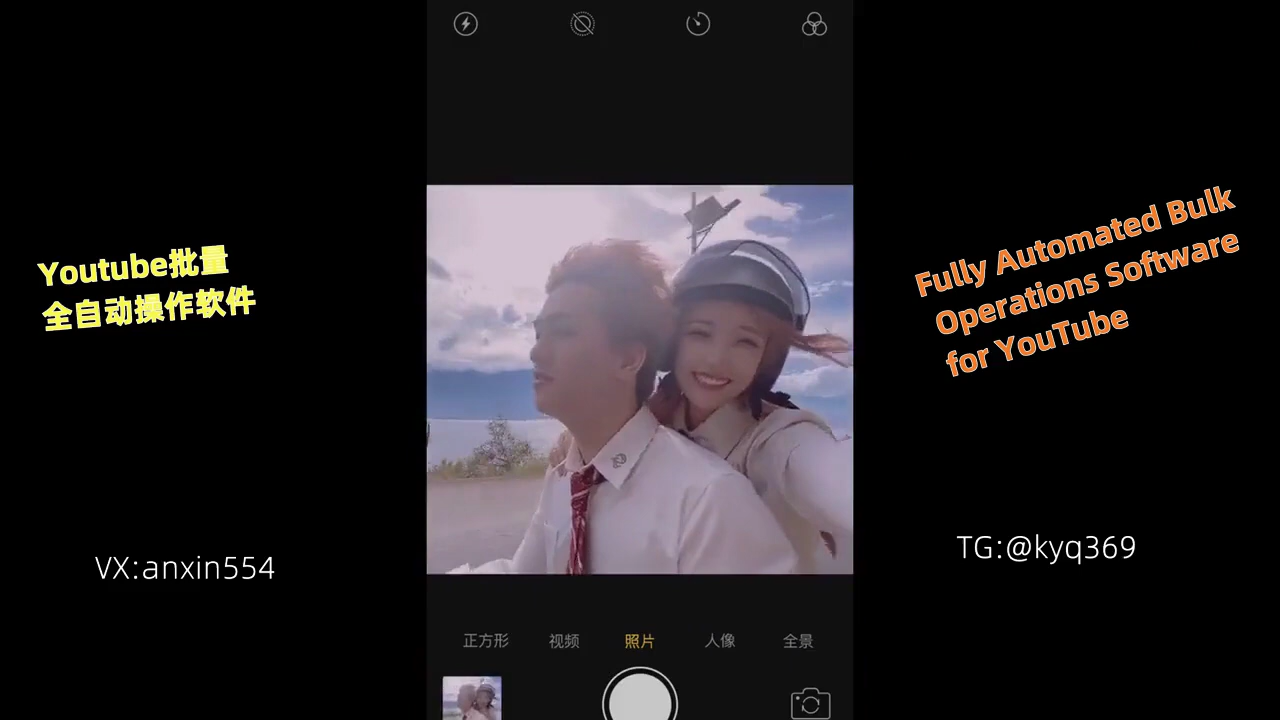 Youtube批量
全自动操作软件
VX:anxin554
正方形 视频 照片 人像 全景
Fully Automated Bulk
Operations Software
for YouTube
TG:@kyq369